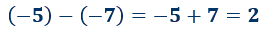 (−5) − (−7) = −5 + 7 = 2